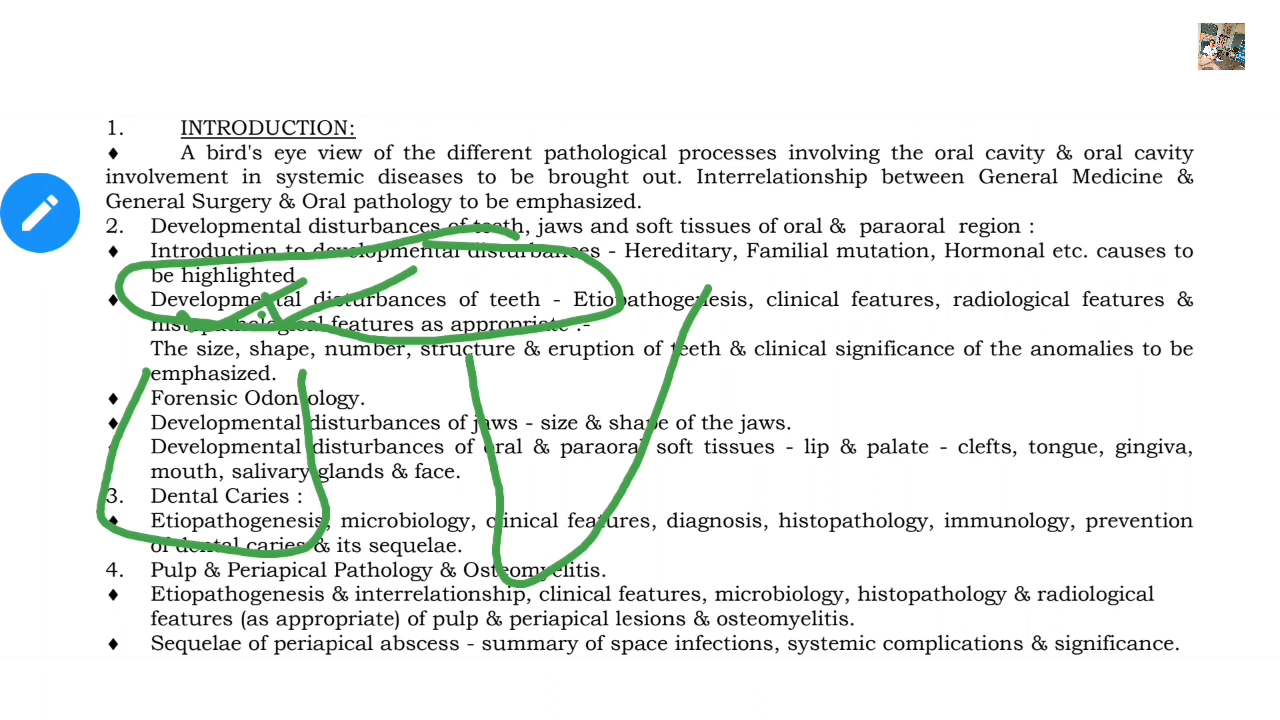 1. INTRODUCTION:
♦ A bird's eye view of the different pathological processes involving the oral cavity & oral cavity
involvement in systemic diseases to be brought out. Interrelationship between General Medicine &
General Surgery & Oral pathology to be emphasized.
2. Developmental disturbances of teeth, jaws and soft tissues of oral & paraoral region :
♦ Introduction to developmental disturbances - Hereditary, Familial mutation, Hormonal etc. causes to
be highlighted
♦ Developmental disturbances of teeth - Etiopathogenesis, clinical features, radiological features &
histopathological features as appropriate :-
The size, shape, number, structure & eruption of teeth & clinical significance of the anomalies to be
emphasized.
♦ Forensic Odontology.
♦ Developmental disturbances of jaws - size & shape of the jaws.
♦ Developmental disturbances of oral & paraoral soft tissues - lip & palate - clefts, tongue, gingiva,
mouth, salivary glands & face.
3. Dental Caries :
♦ Etiopathogenesis, microbiology, clinical features, diagnosis, histopathology, immunology, prevention
of dental caries & its sequelae.
4. Pulp & Periapical Pathology & Osteomyelitis.
♦ Etiopathogenesis & interrelationship, clinical features, microbiology, histopathology & radiological
features (as appropriate) of pulp & periapical lesions & osteomyelitis.
♦ Sequelae of periapical abscess - summary of space infections, systemic complications & significance.